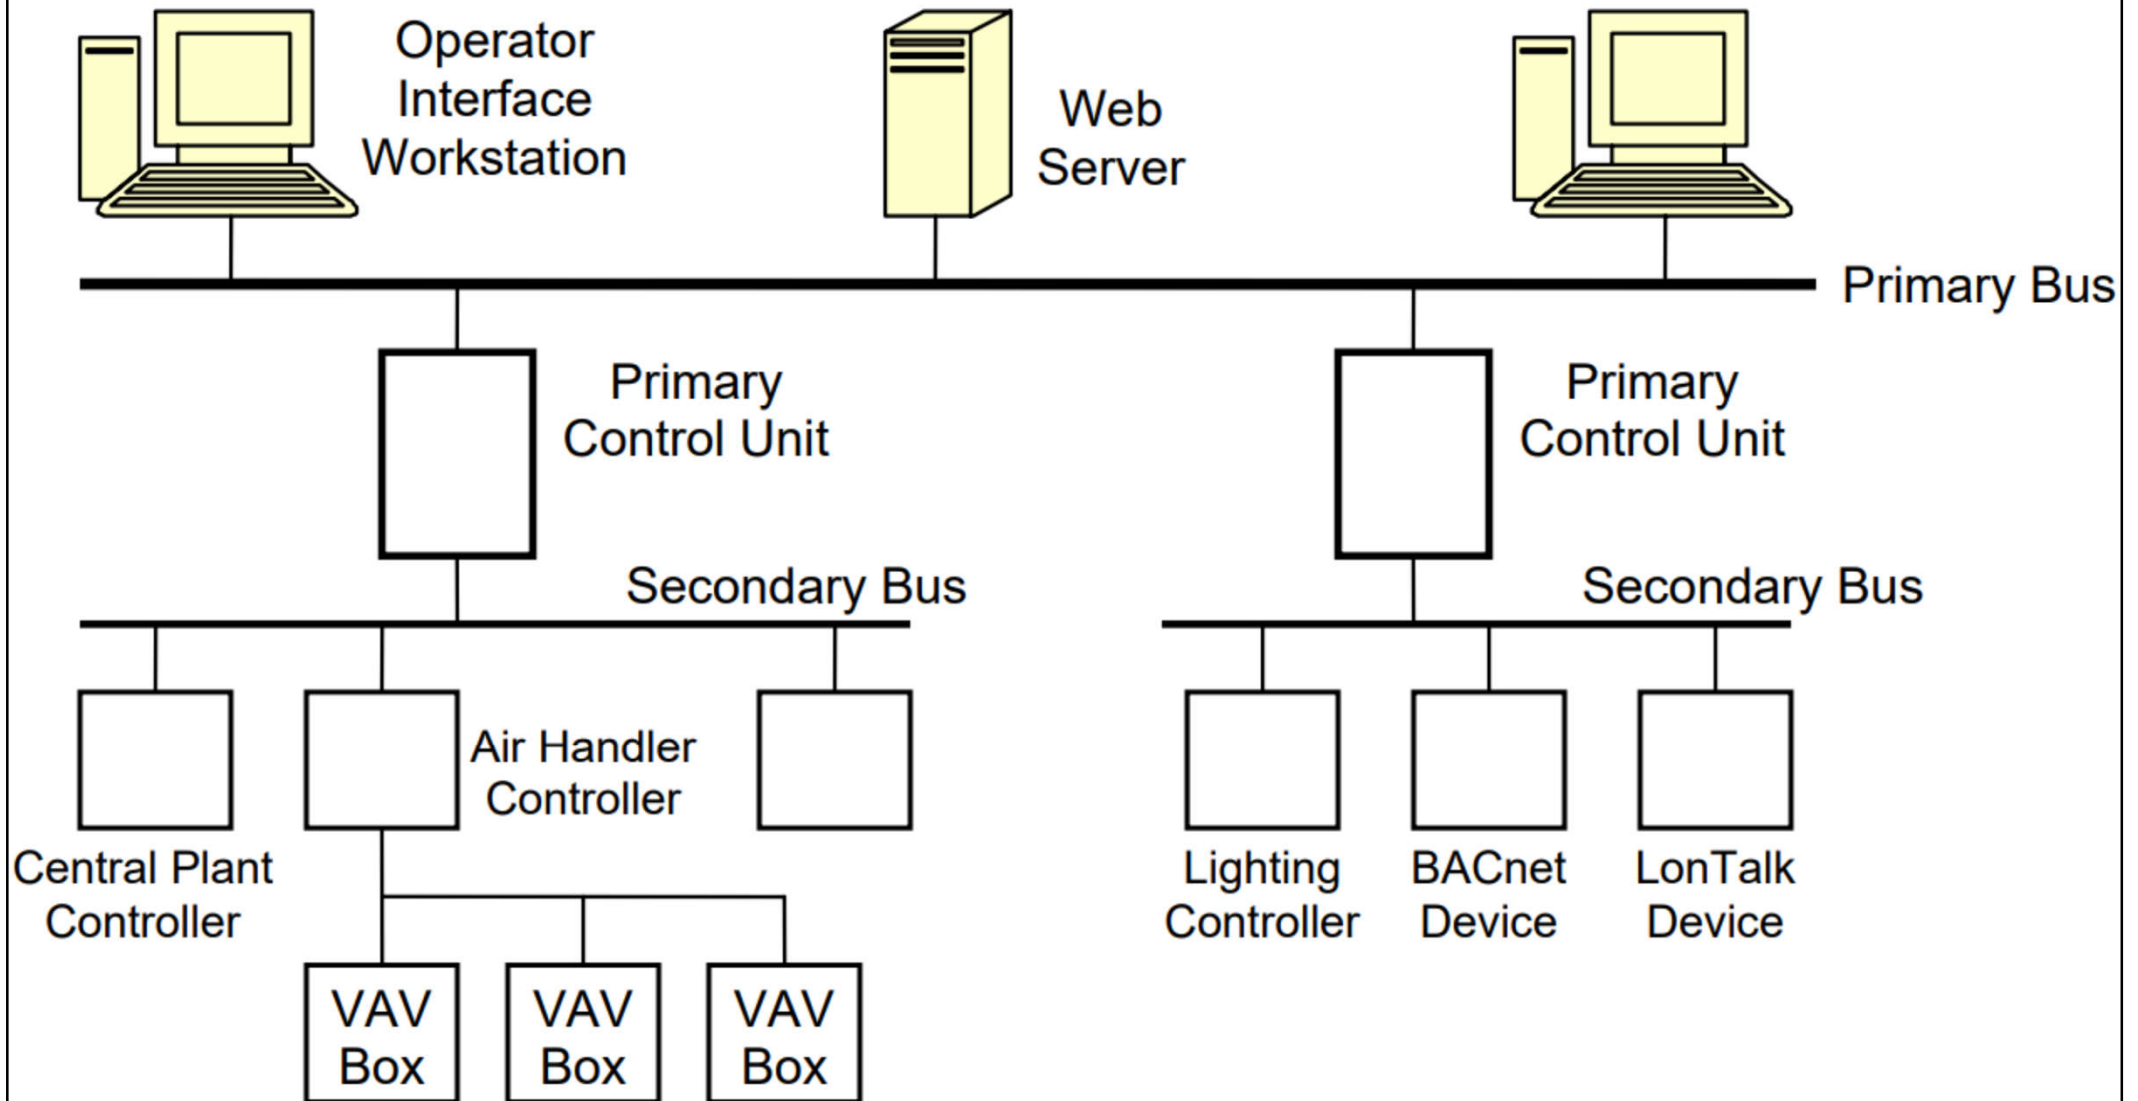 Operator
Interface
Workstation
Web
Server
Primary Bus
Primary
Control Unit
Primary
Control Unit
Secondary Bus
Secondary Bus
Air Handler
Controller
Central Plant
Controller
Lighting
Controller
BACnet
Device
LonTalk
Device
VAV
Box
VAV
Box
VAV
Box